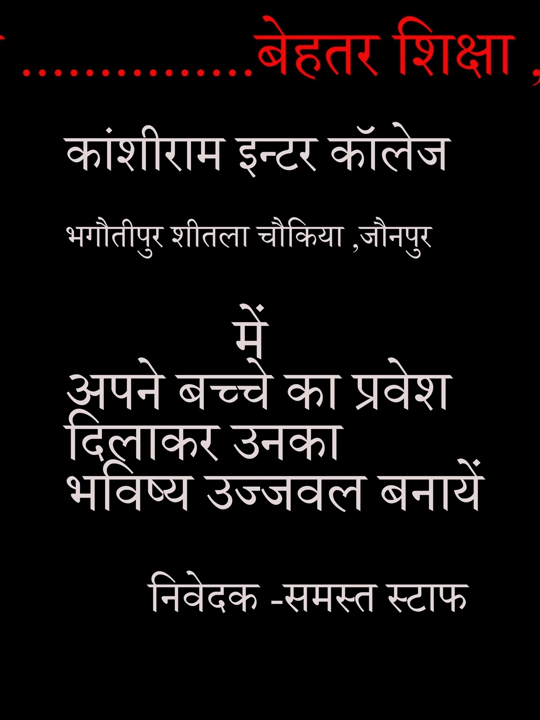 ...............बेहतर शिक्षा ,
कांशीराम इन्टर कॉलेज
भगौतीपुर शीतला चौकिया ,जौनपुर
में
अपने बच्चे का प्रवेश
दिलाकर उनका
भविष्य उज्जवल बनायें
निवेदक -समस्त स्टाफ